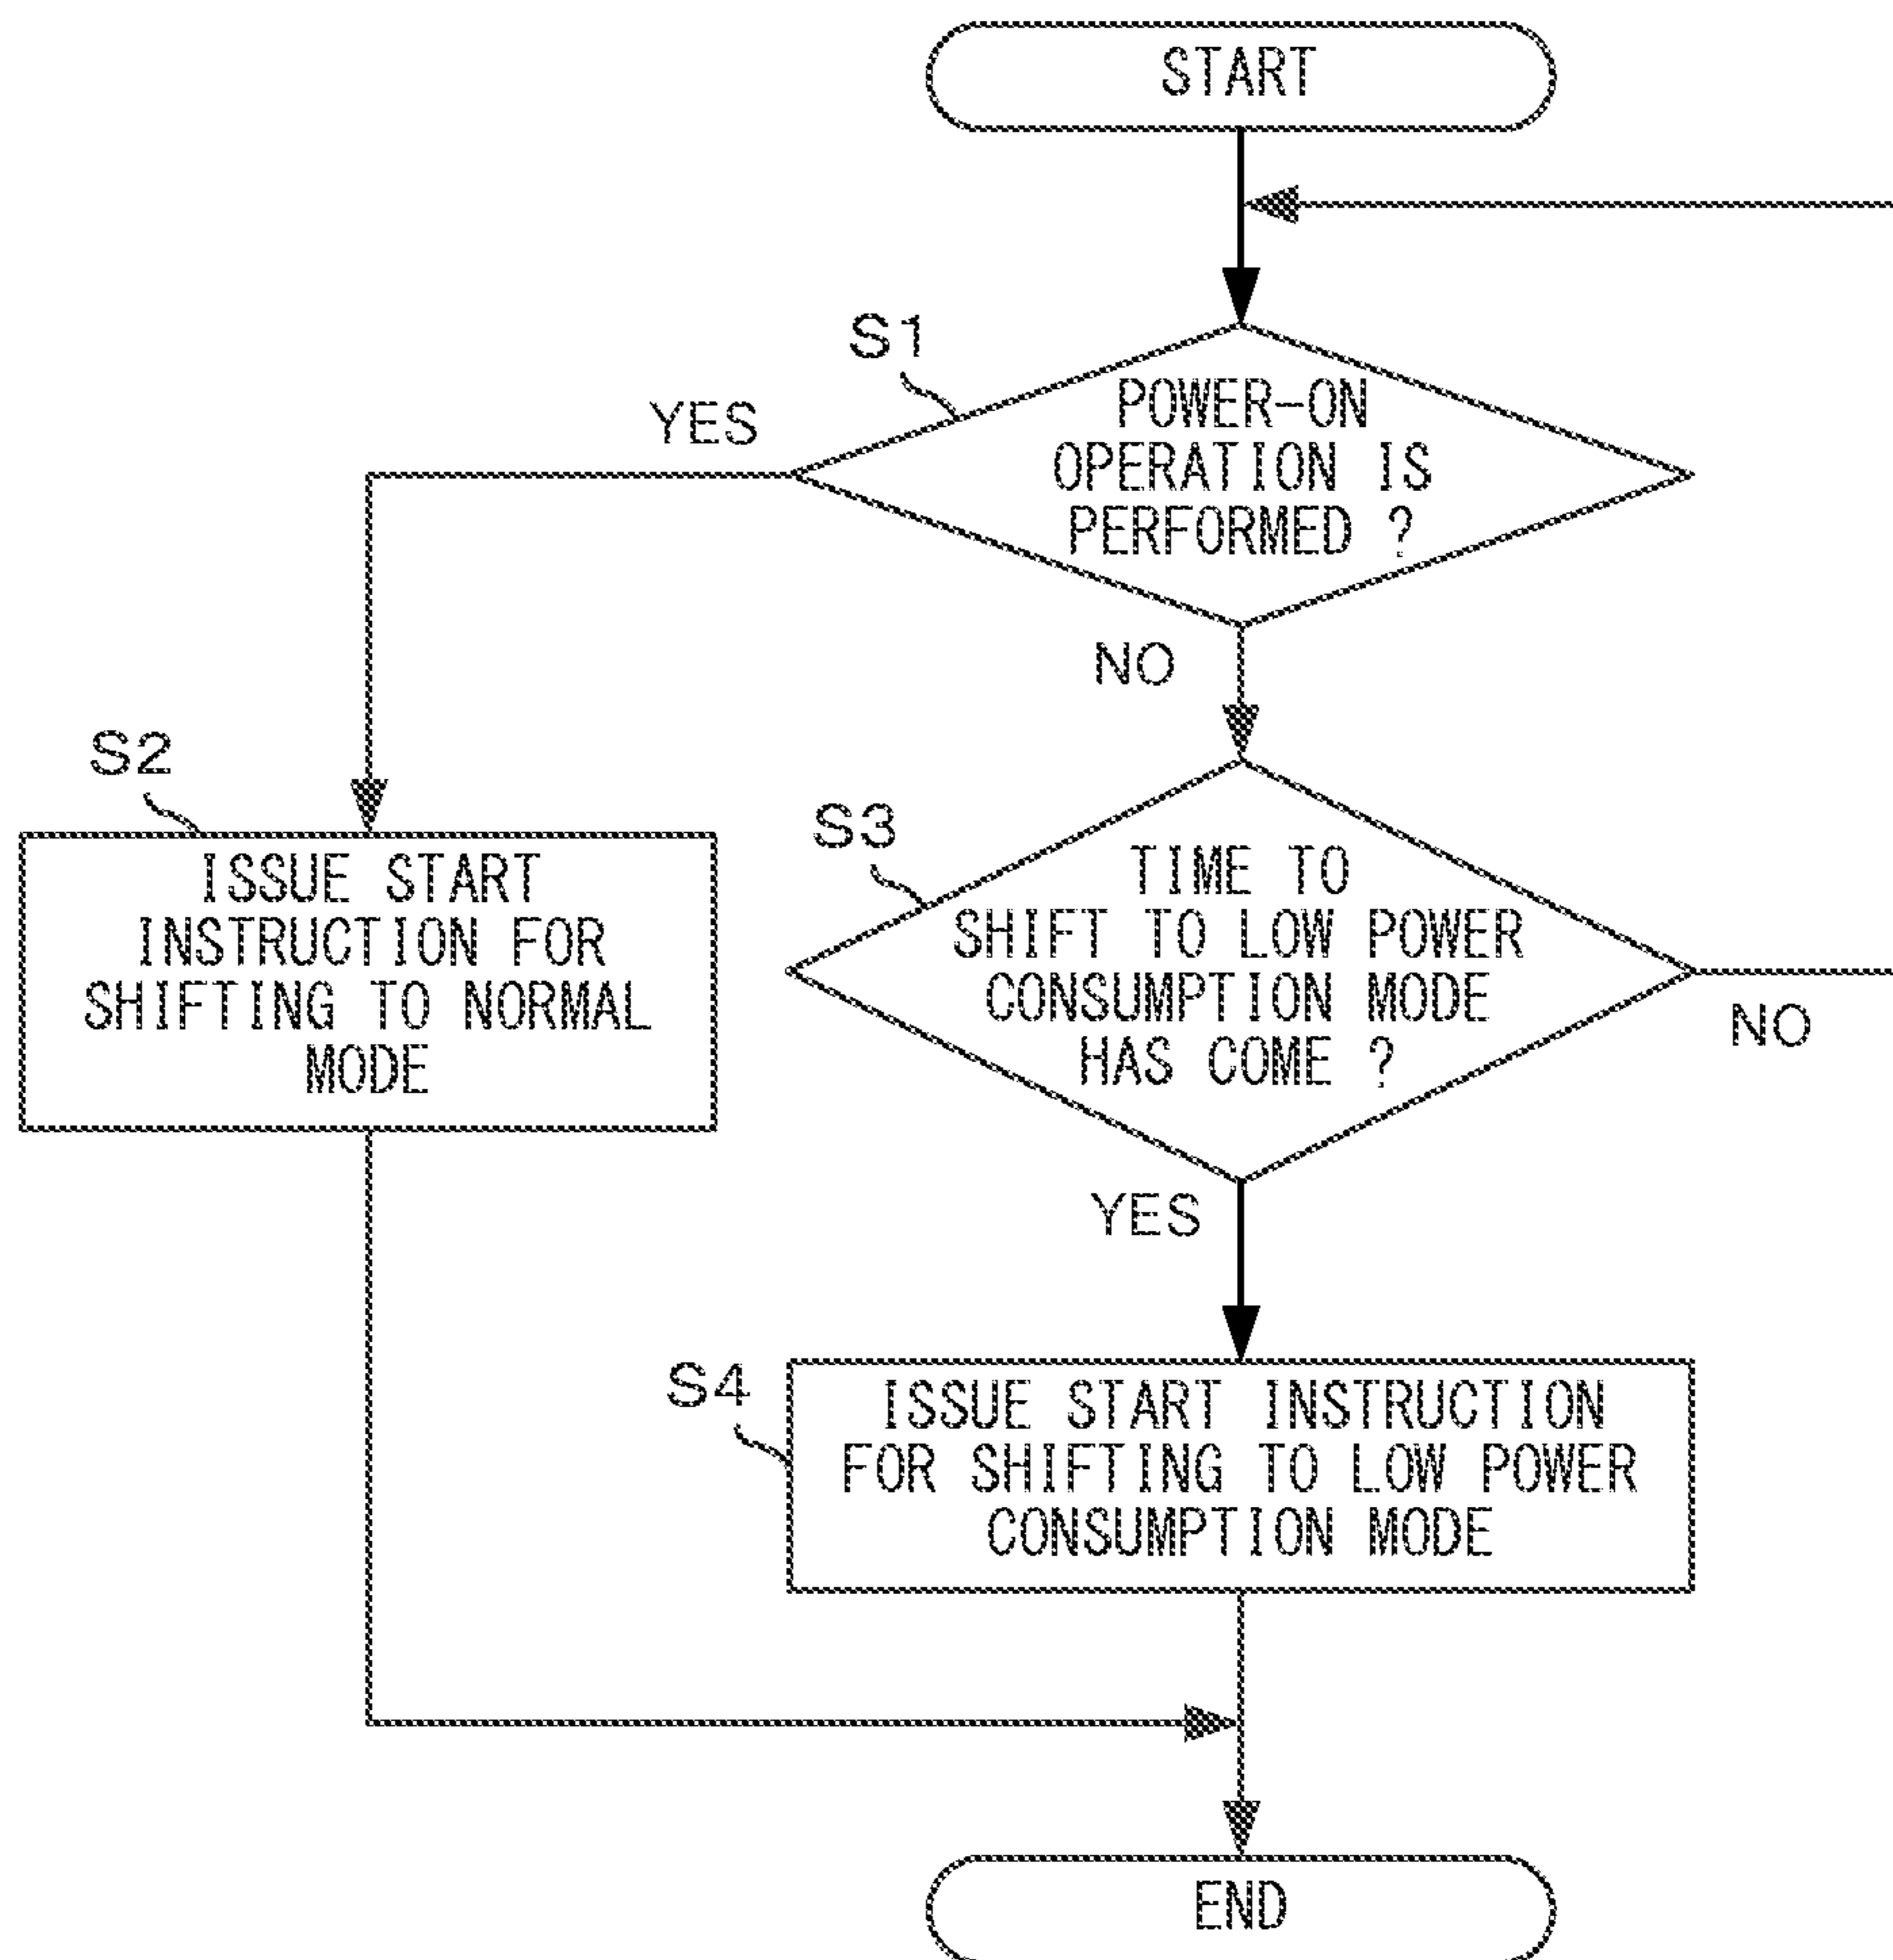 START
S1
POWER-ON
OPERATION IS
PERFORMED ?
YES
NO
S2
ISSUE START
INSTRUCTION FOR
SHIFTING TO NORMAL
MODE
S3
TIME TO
SHIFT TO LOW POWER
CONSUMPTION MODE
HAS COME ?
NO
YES
S4
ISSUE START INSTRUCTION
FOR SHIFTING TO LOW POWER
CONSUMPTION MODE
END